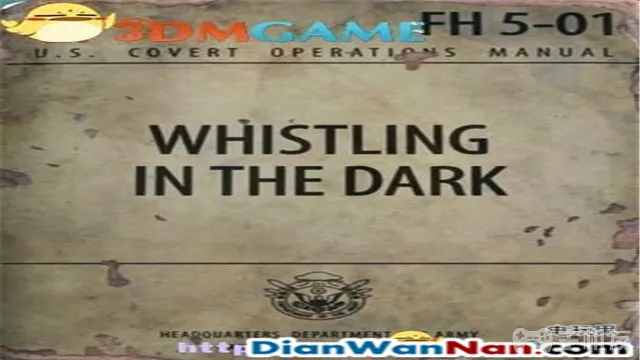 3DMGAME
FH 5-01
U.S. COVERT OPERATIONS MANUAL
WHISTLING
IN THE DARK
HEADQUARTERS DEPARTMENT ARMY
DianWanNan.com